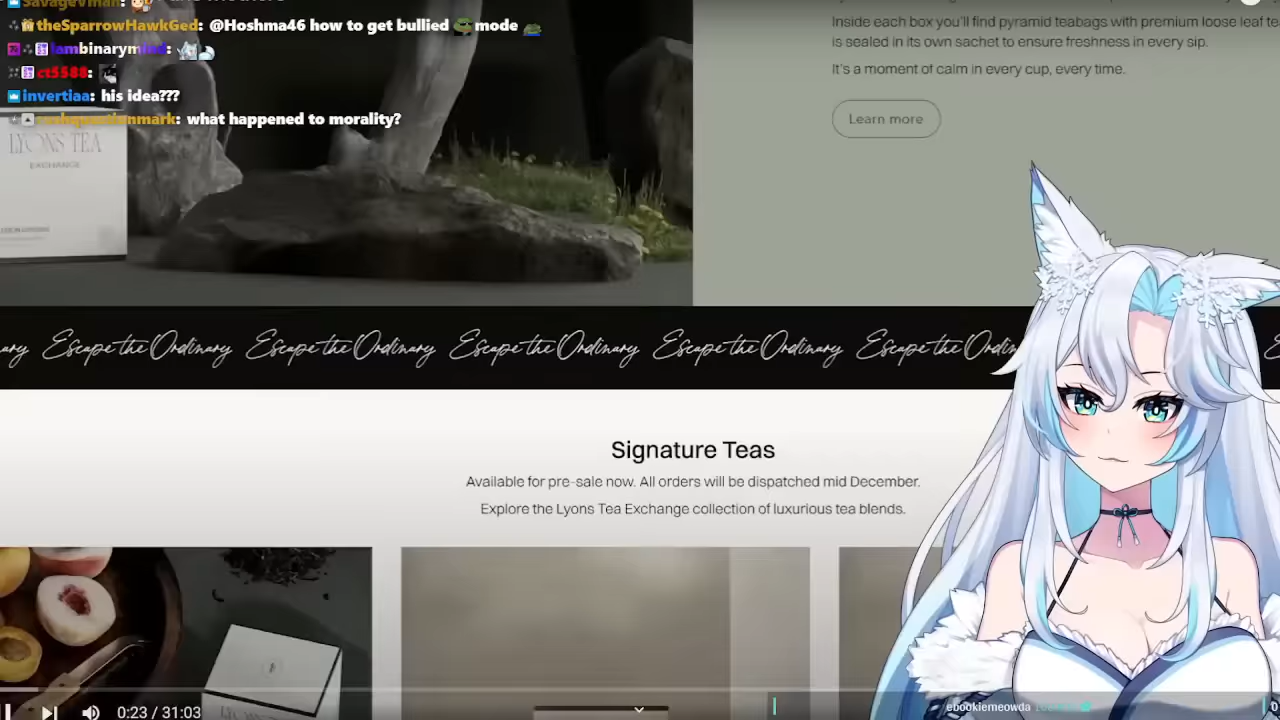 SavageVman:
theSparrowHawkGed: @Hoshma46 how to get bullied mode
iambinarymind:
ct5588:
invertiaa: his idea???
what happened to morality?
LYONS TEA
EXCHANGE
Inside each box you'll find pyramid teabags with premium loose leaf
is sealed in its own sachet to ensure freshness in every sip.
It's a moment of calm in every cup, every time.
Learn more
Escape the Ordinary Escape the Ordinary Escape the Ordinary Escape the Ordinary
Signature Teas
Available for pre-sale now. All orders will be dispatched mid December.
Explore the Lyons Tea Exchange collection of luxurious tea blends.
0:23 / 31:03
ebookiemeowda